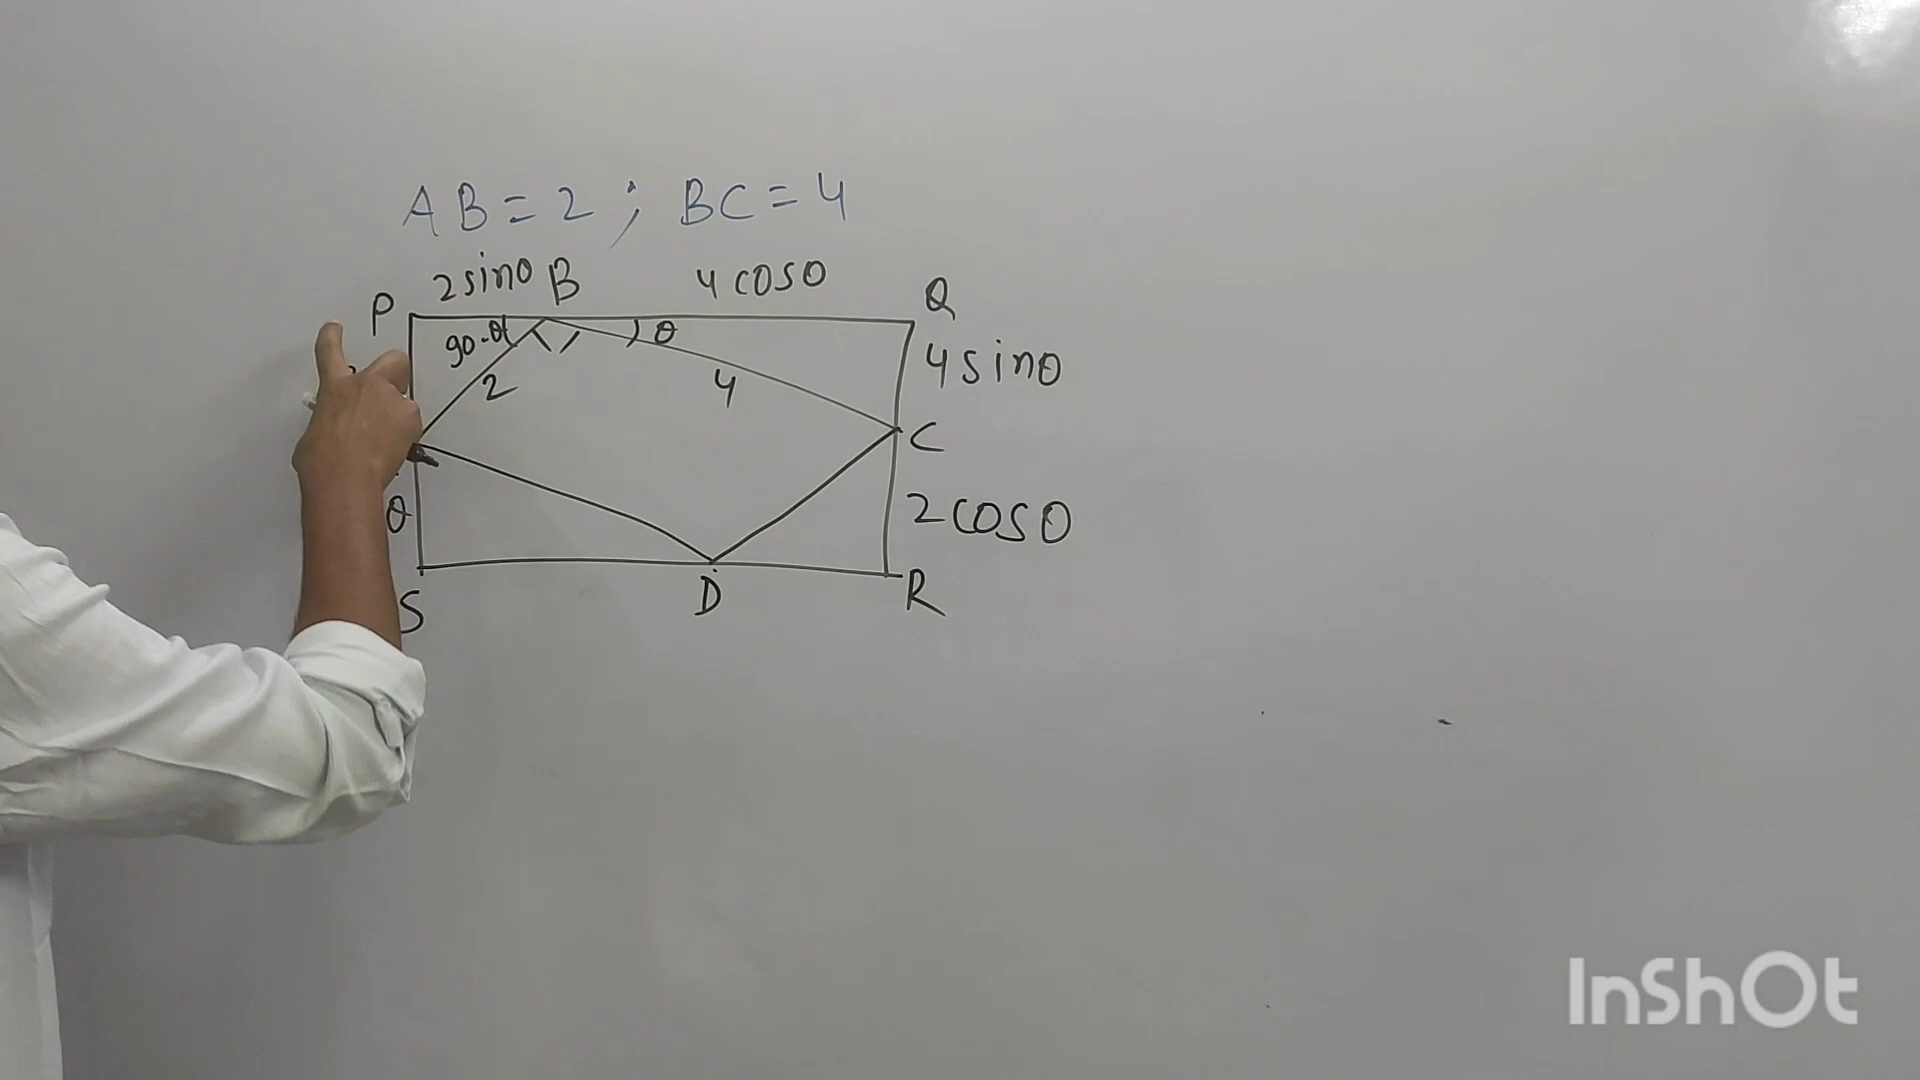 AB = 2 ; BC = 4
P 2sinθ B 4cosθ Q
90-θ θ 4sinθ
2 4
C
θ 2cosθ
S D R
InShOt